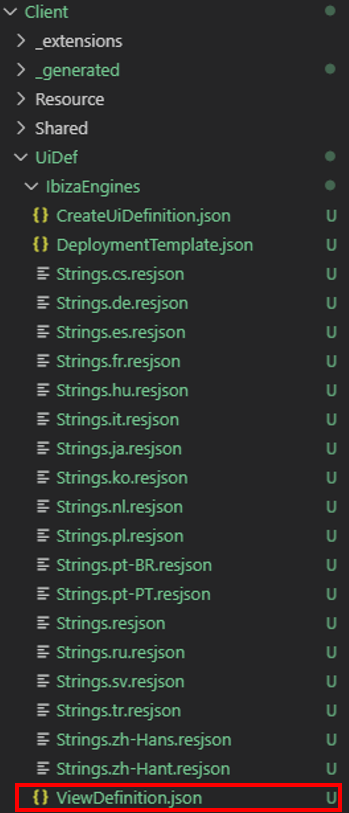 Client
_extensions
_generated
Resource
Shared
UiDef
IbizaEngines
{} CreateUiDefinition.json U
{} DeploymentTemplate.json U
Strings.cs.resjson U
Strings.de.resjson U
Strings.es.resjson U
Strings.fr.resjson U
Strings.hu.resjson U
Strings.it.resjson U
Strings.ja.resjson U
Strings.ko.resjson U
Strings.nl.resjson U
Strings.pl.resjson U
Strings.pt-BR.resjson U
Strings.pt-PT.resjson U
Strings.resjson U
Strings.ru.resjson U
Strings.sv.resjson U
Strings.tr.resjson U
Strings.zh-Hans.resjson U
Strings.zh-Hant.resjson U
{} ViewDefinition.json U